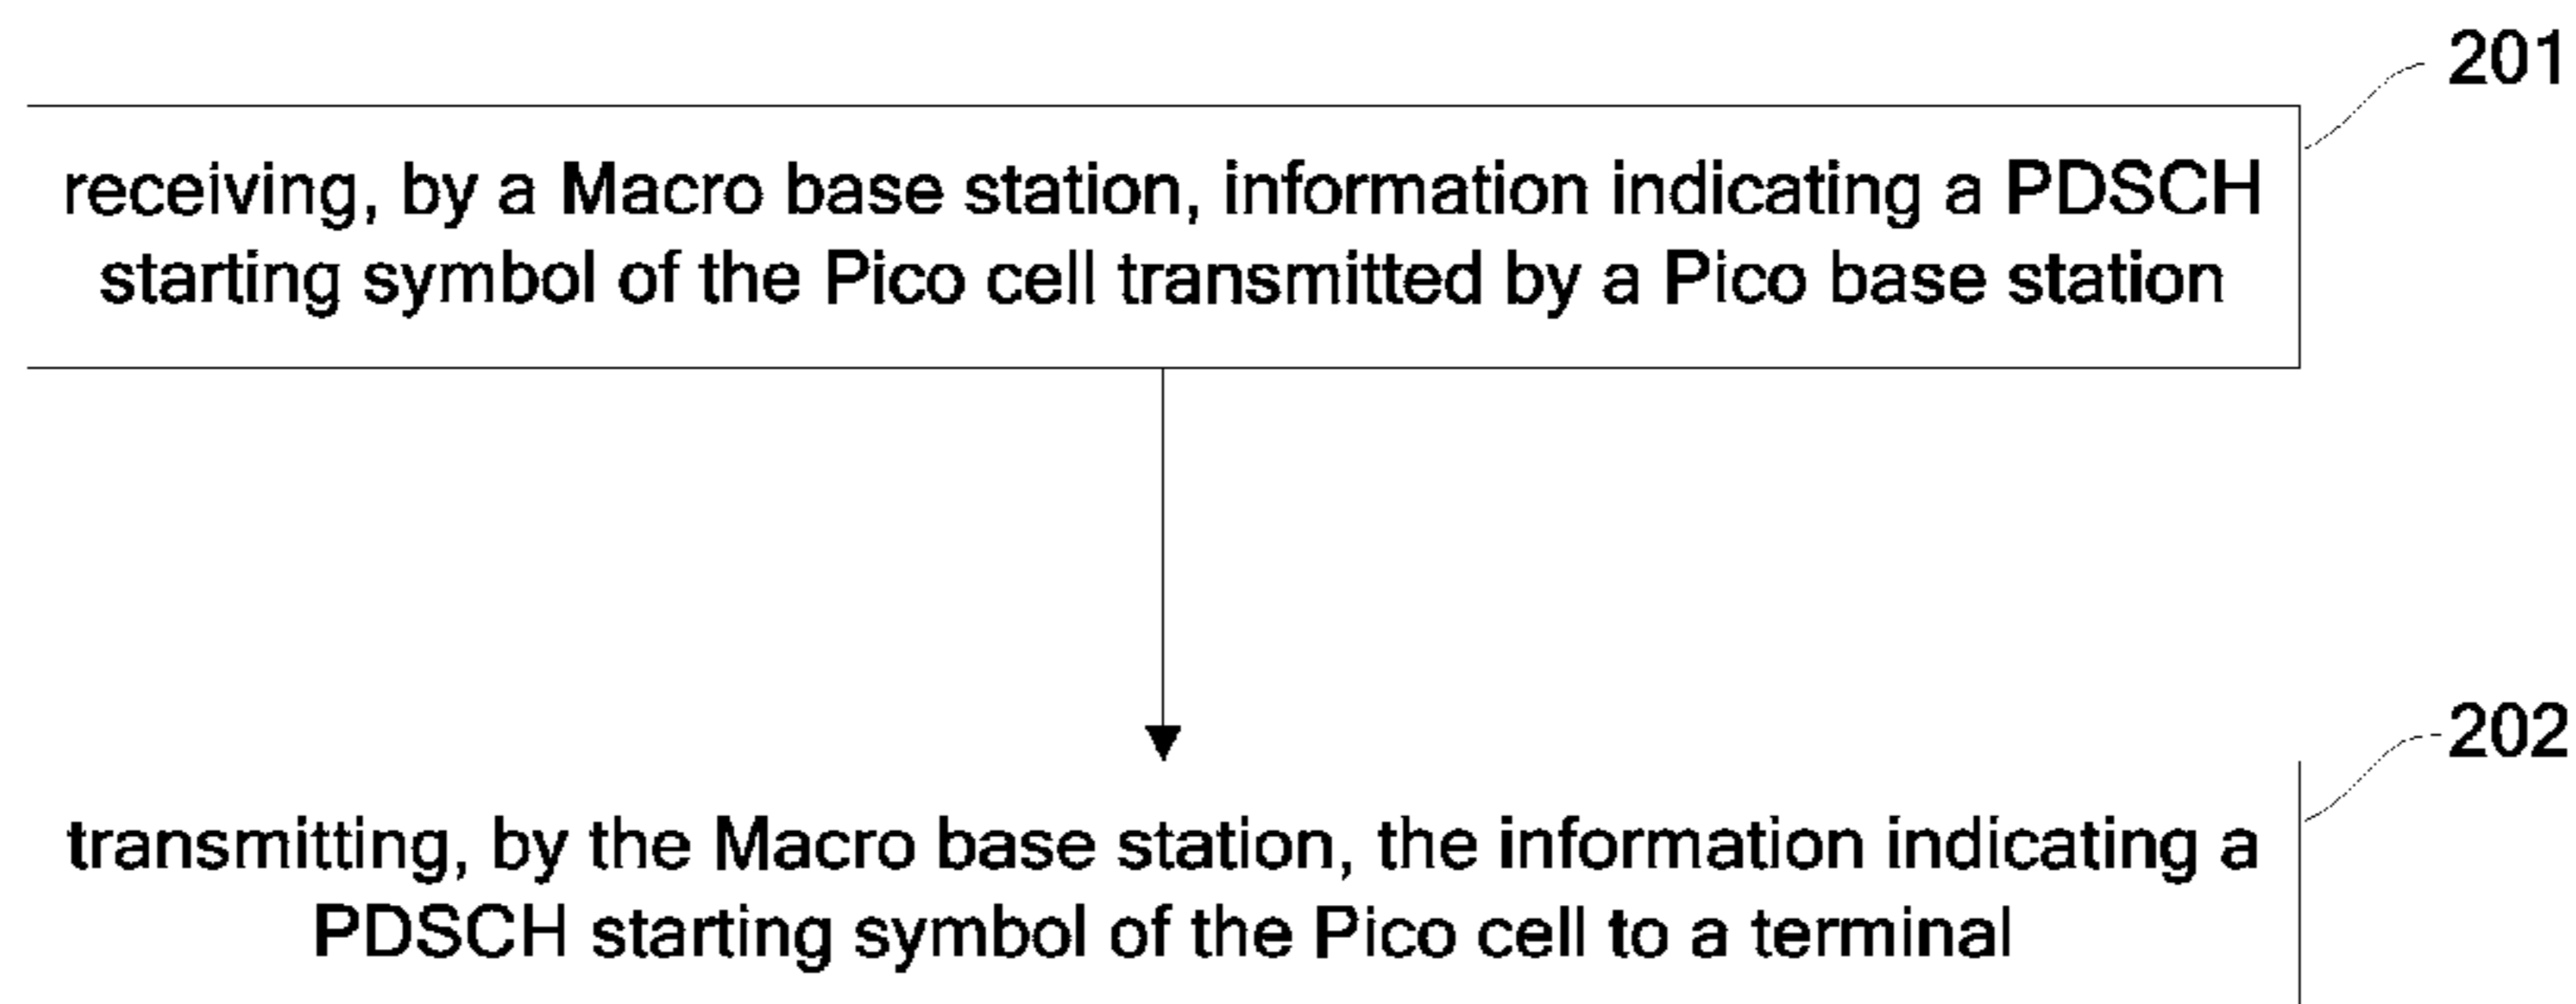 201
receiving, by a Macro base station, information indicating a PDSCH
starting symbol of the Pico cell transmitted by a Pico base station
202
transmitting, by the Macro base station, the information indicating a
PDSCH starting symbol of the Pico cell to a terminal